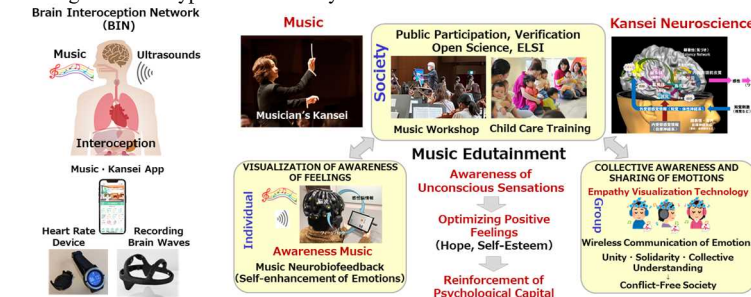 Brain Interoception Network
(BIN)
Music
Ultrasounds
Interoception
Music・Kansei App
Heart Rate
Device
Recording
Brain Waves
Music
Musician's Kansei
Society
Public Participation, Verification
Open Science, ELSI
Music Workshop
Child Care Training
Kansei Neuroscience
Music Edutainment
VISUALIZATION OF AWARENESS
OF FEELINGS
Individual
Awareness Music
Music Neurobiofeedback
(Self-enhancement of Emotions)
Awareness of
Unconscious Sensations
Optimizing Positive
Feelings
(Hope, Self-Esteem)
Reinforcement of
Psychological Capital
COLLECTIVE AWARENESS AND
SHARING OF EMOTIONS
Empathy Visualization Technology
Group
Wireless Communication of Emotion
Unity・Solidarity・Collective
Understanding
↓
Conflict-Free Society